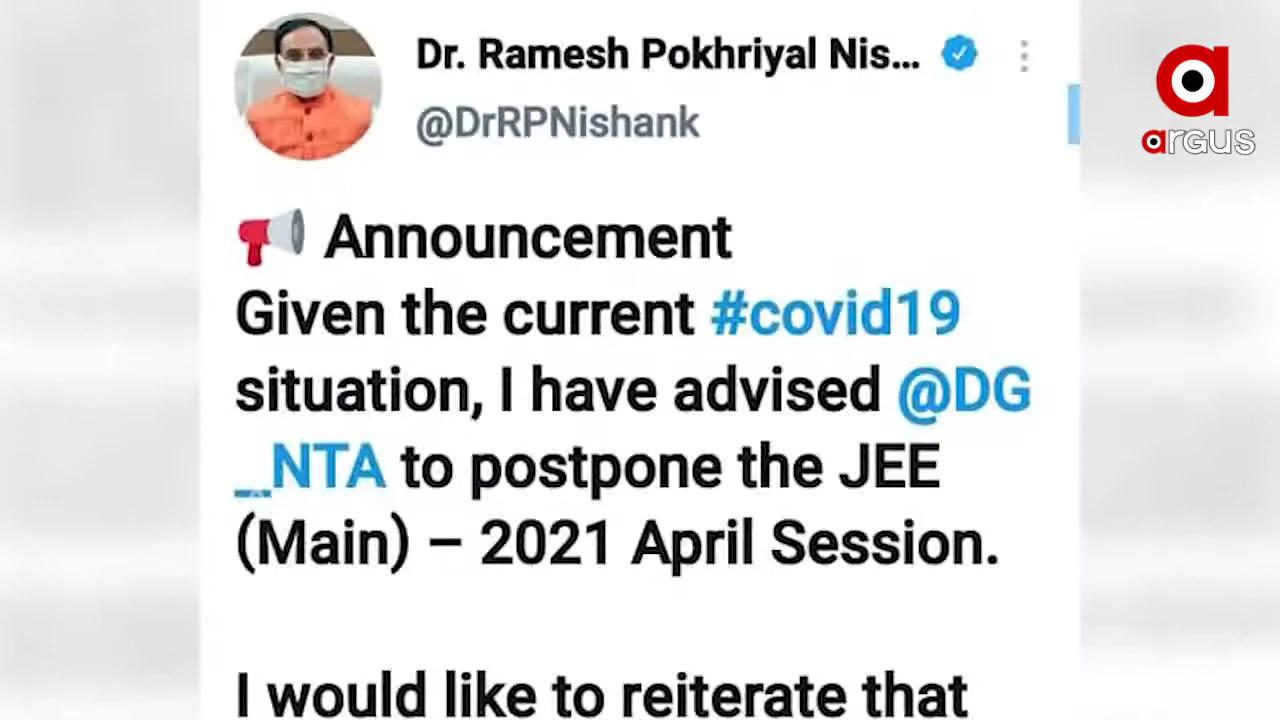 Dr. Ramesh Pokhriyal Nis...
@DrRPNishank
argus
Announcement
Given the current #covid19
situation, I have advised @DG
_NTA to postpone the JEE
(Main) – 2021 April Session.
I would like to reiterate that